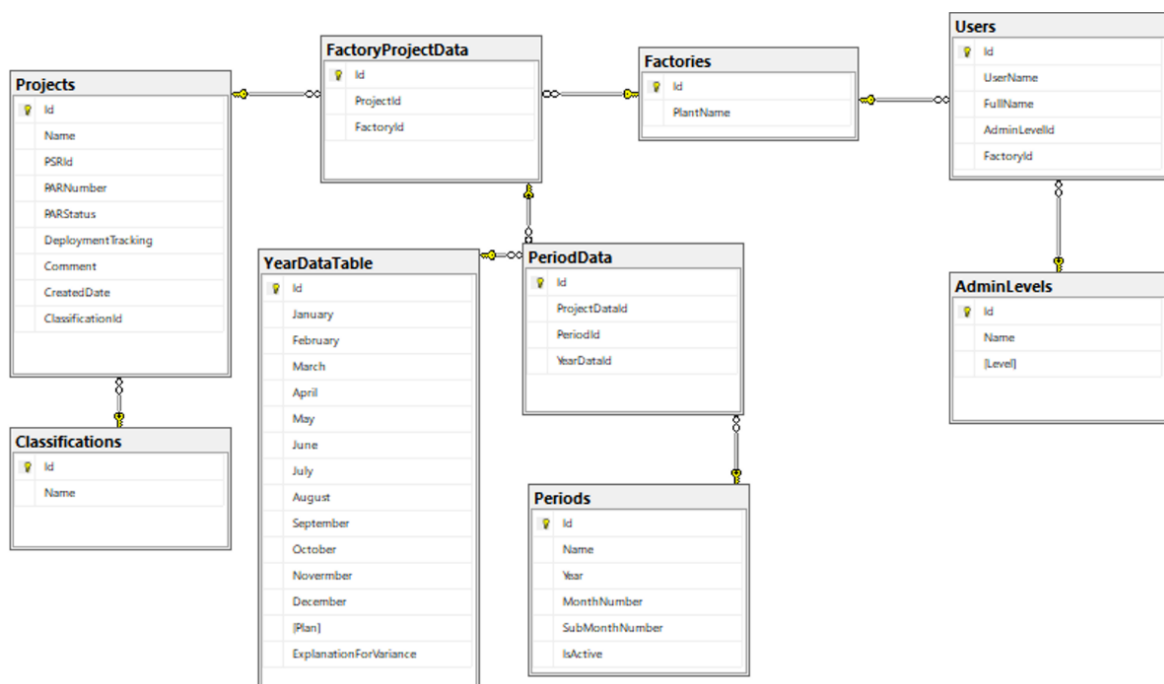 Projects
Id
Name
PSRId
PARNumber
PARStatus
DeploymentTracking
Comment
CreatedDate
ClassificationId
FactoryProjectData
Id
ProjectId
FactoryId
Factories
Id
PlantName
Users
Id
UserName
FullName
AdminLevelId
FactoryId
YearDataTable
Id
January
February
March
April
May
June
July
August
September
October
Novermber
December
[Plan]
ExplanationForVariance
PeriodData
Id
ProjectDataId
PeriodId
YearDataId
AdminLevels
Id
Name
[Level]
Classifications
Id
Name
Periods
Id
Name
Year
MonthNumber
SubMonthNumber
IsActive